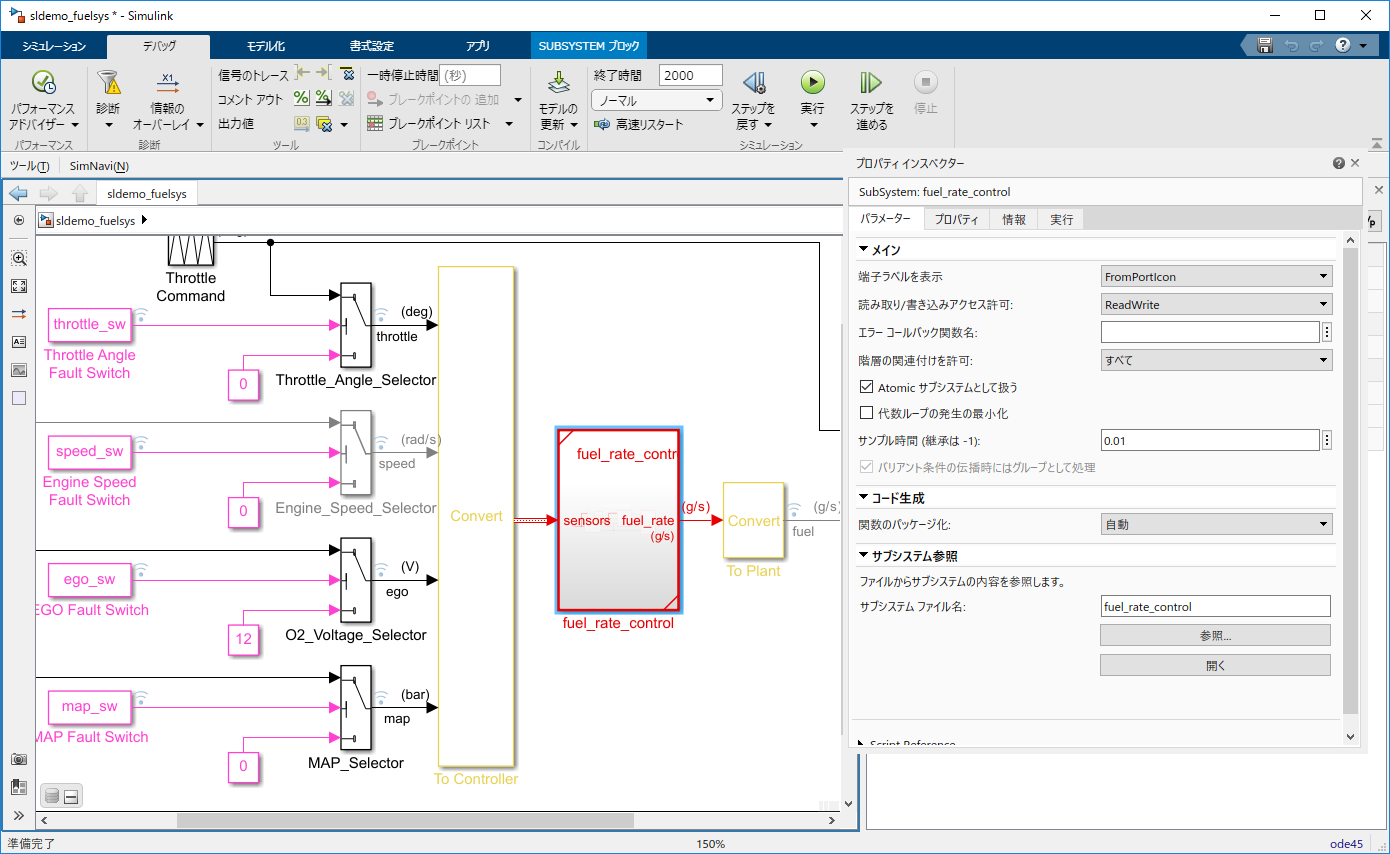 sldemo_fuelsys * - Simulink
シミュレーション
デバッグ
モデル化
書式設定
アプリ
SUBSYSTEM ブロック
パフォーマンス
アドバイザー
パフォーマンス
診断
情報の
オーバーレイ
診断
信号のトレース
コメント アウト
出力値
ツール
一時停止時間 (秒)
ブレークポイントの 追加
ブレークポイント リスト
ブレークポイント
モデルの
更新
コンパイル
終了時間 2000
ノーマル
高速リスタート
ステップを
戻す
実行
ステップを
進める
停止
シミュレーション
ツール(T)
SimNavi(N)
sldemo_fuelsys
sldemo_fuelsys
Throttle
Command
throttle_sw
Throttle Angle
Fault Switch
0
(deg)
throttle
Throttle_Angle_Selector
speed_sw
Engine Speed
Fault Switch
0
(rad/s)
speed
Engine_Speed_Selector
ego_sw
EGO Fault Switch
12
(V)
ego
O2_Voltage_Selector
map_sw
MAP Fault Switch
0
(bar)
map
MAP_Selector
Convert
To Controller
fuel_rate_contr
sensors
fuel_rate
(g/s)
fuel_rate_control
(g/s)
Convert
To Plant
(g/s)
fuel
プロパティ インスペクター
SubSystem: fuel_rate_control
パラメーター
プロパティ
情報
実行
メイン
端子ラベルを表示 FromPortIcon
読み取り/書き込みアクセス許可: ReadWrite
エラー コールバック関数名:
階層の関連付けを許可: すべて
Atomic サブシステムとして扱う
代数ループの発生の最小化
サンプル時間 (継承は -1): 0.01
バリアント条件の伝播時にはグループとして処理
コード生成
関数のパッケージ化: 自動
サブシステム参照
ファイルからサブシステムの内容を参照します。
サブシステム ファイル名: fuel_rate_control
参照...
開く
Script Reference
準備完了
150%
ode45